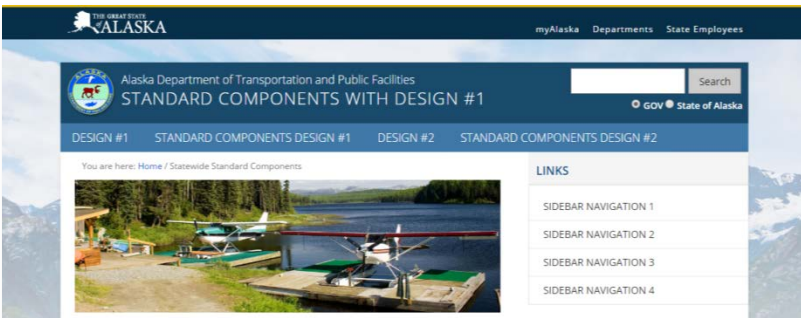 THE GREAT STATE
of ALASKA
myAlaska Departments State Employees
Alaska Department of Transportation and Public Facilities
STANDARD COMPONENTS WITH DESIGN #1
Search
GOV State of Alaska
DESIGN #1 STANDARD COMPONENTS DESIGN #1 DESIGN #2 STANDARD COMPONENTS DESIGN #2
You are here: Home / Statewide Standard Components
LINKS
SIDEBAR NAVIGATION 1
SIDEBAR NAVIGATION 2
SIDEBAR NAVIGATION 3
SIDEBAR NAVIGATION 4